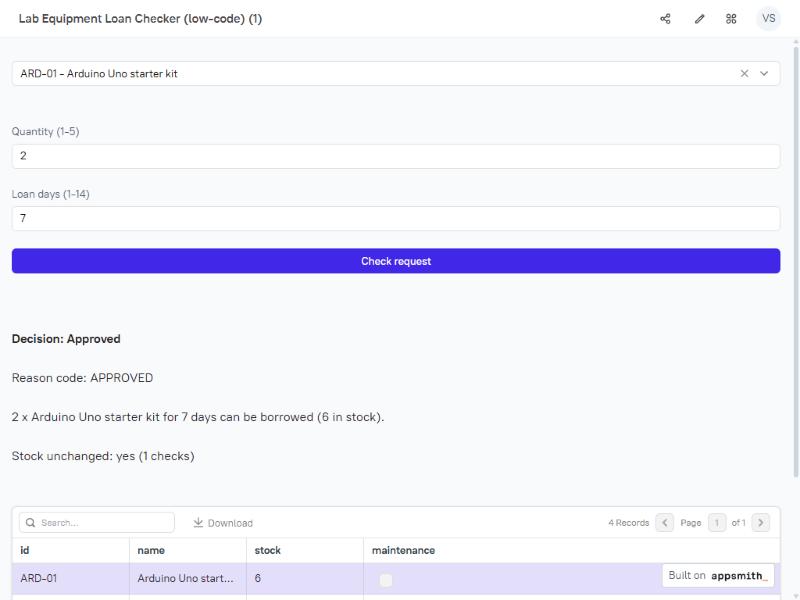 Lab Equipment Loan Checker (low-code) (1)
VS
ARD-01 - Arduino Uno starter kit
Quantity (1-5)
2
Loan days (1-14)
7
Check request
Decision: Approved
Reason code: APPROVED
2 x Arduino Uno starter kit for 7 days can be borrowed (6 in stock).
Stock unchanged: yes (1 checks)
Search... Download 4 Records Page 1 of 1
id name stock maintenance
ARD-01 Arduino Uno start... 6
Built on appsmith_